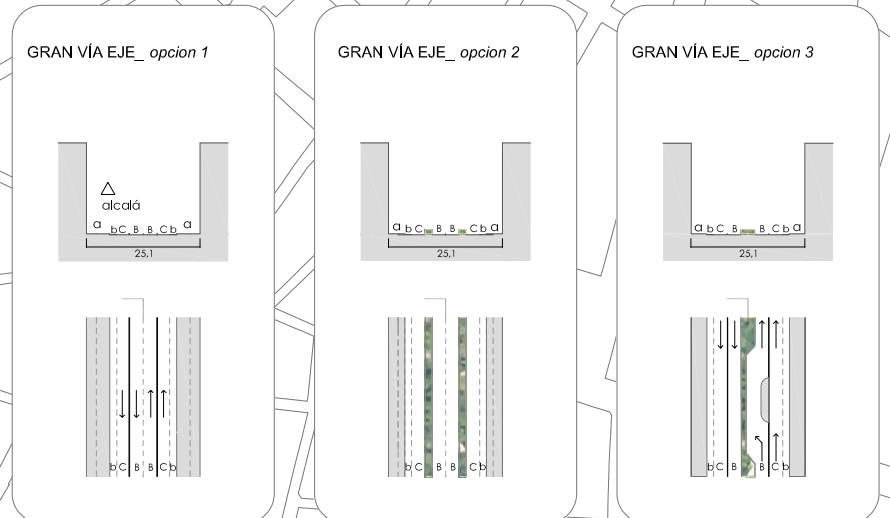 GRAN VÍA EJE_ opcion 1
alcalá
a bC B B C b a
25,1
b C B B C b
GRAN VÍA EJE_ opcion 2
a b C B B C b a
25,1
b C B B C b
GRAN VÍA EJE_ opcion 3
a b C B B C b a
25,1
b C B B C b